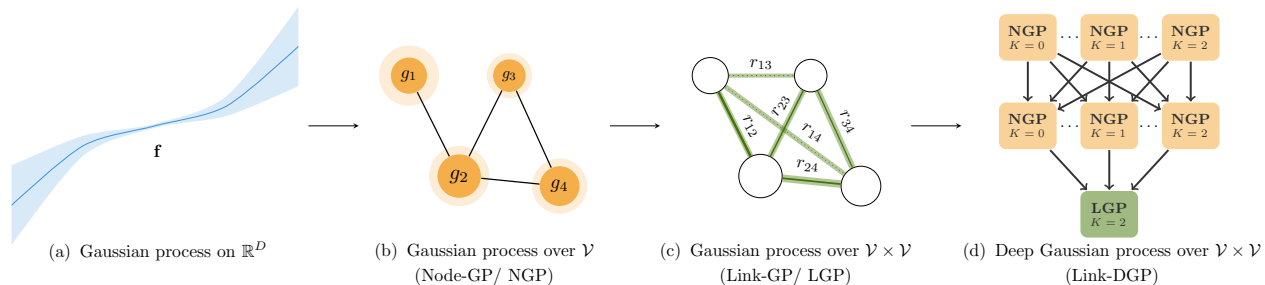 f
(a) Gaussian process on ℝ^D
g₁
g₃
g₂
g₄
(b) Gaussian process over 𝒱
(Node-GP/ NGP)
r₁₃
r₁₂
r₂₃
r₁₄
r₃₄
r₂₄
(c) Gaussian process over 𝒱 × 𝒱
(Link-GP/ LGP)
NGP ... NGP ... NGP
K = 0 K = 1 K = 2
NGP ... NGP ... NGP
K = 0 K = 1 K = 2
LGP
K = 2
(d) Deep Gaussian process over 𝒱 × 𝒱
(Link-DGP)